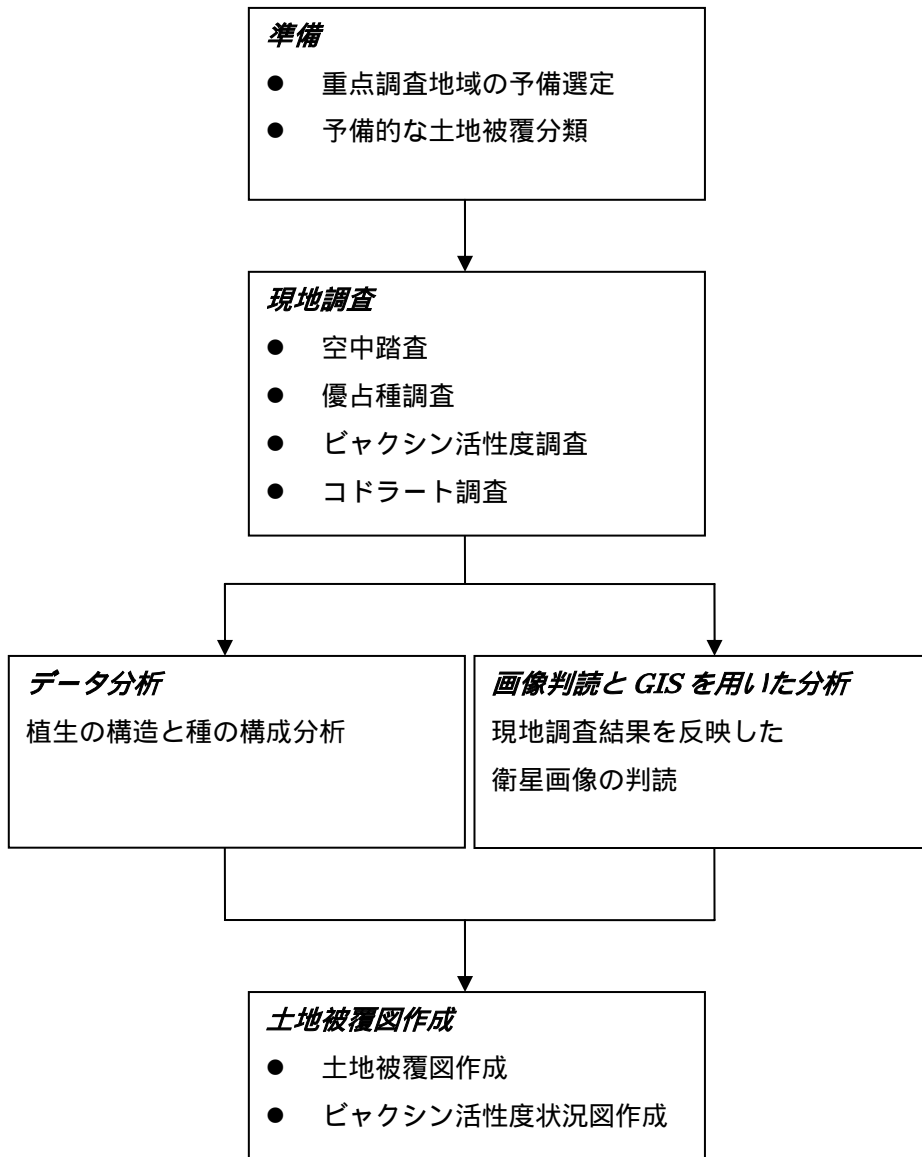 準備
● 重点調査地域の予備選定
● 予備的な土地被覆分類
現地調査
● 空中踏査
● 優占種調査
● ビャクシン活性度調査
● コドラート調査
データ分析
植生の構造と種の構成分析
画像判読と GIS を用いた分析
現地調査結果を反映した
衛星画像の判読
土地被覆図作成
● 土地被覆図作成
● ビャクシン活性度状況図作成